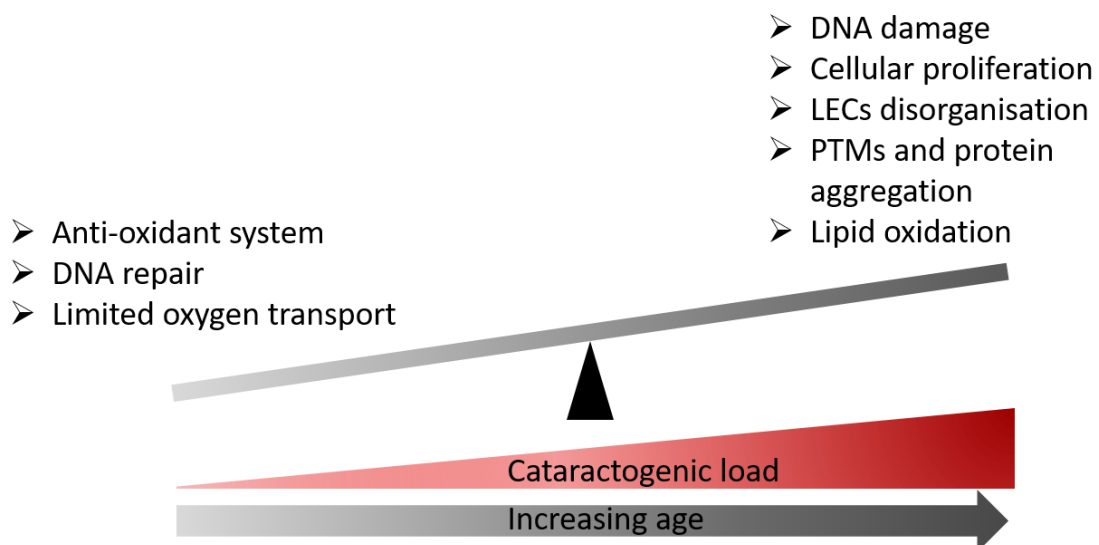 ➢ DNA damage
➢ Cellular proliferation
➢ LECs disorganisation
➢ PTMs and protein
aggregation
➢ Lipid oxidation
➢ Anti-oxidant system
➢ DNA repair
➢ Limited oxygen transport
Cataractogenic load
Increasing age